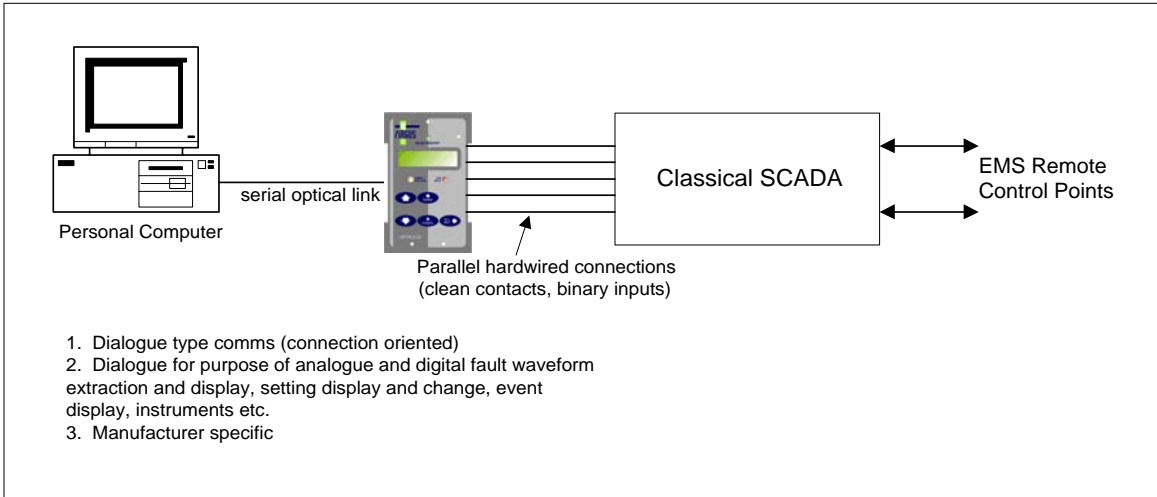 ARGUS
serial optical link
Personal Computer
Classical SCADA
EMS Remote
Control Points
Parallel hardwired connections
(clean contacts, binary inputs)
1. Dialogue type comms (connection oriented)
2. Dialogue for purpose of analogue and digital fault waveform
extraction and display, setting display and change, event
display, instruments etc.
3. Manufacturer specific